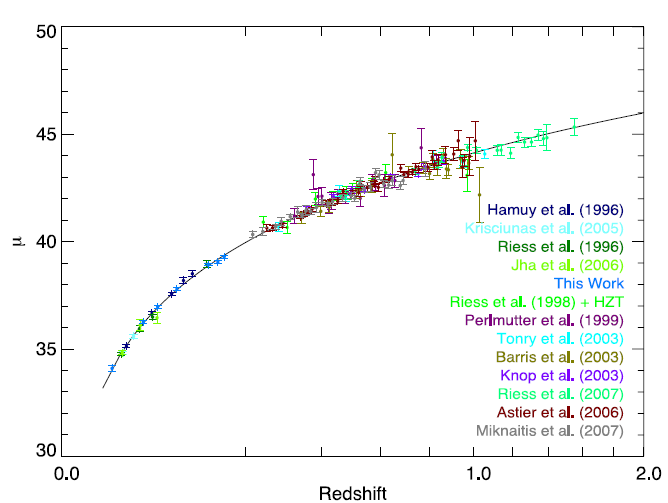 50
45
40
35
30
μ
Hamuy et al. (1996)
Krisciunas et al. (2005)
Riess et al. (1996)
Jha et al. (2006)
This Work
Riess et al. (1998) + HZT
Perlmutter et al. (1999)
Tonry et al. (2003)
Barris et al. (2003)
Knop et al. (2003)
Riess et al. (2007)
Astier et al. (2006)
Miknaitis et al. (2007)
0.0
1.0
2.0
Redshift